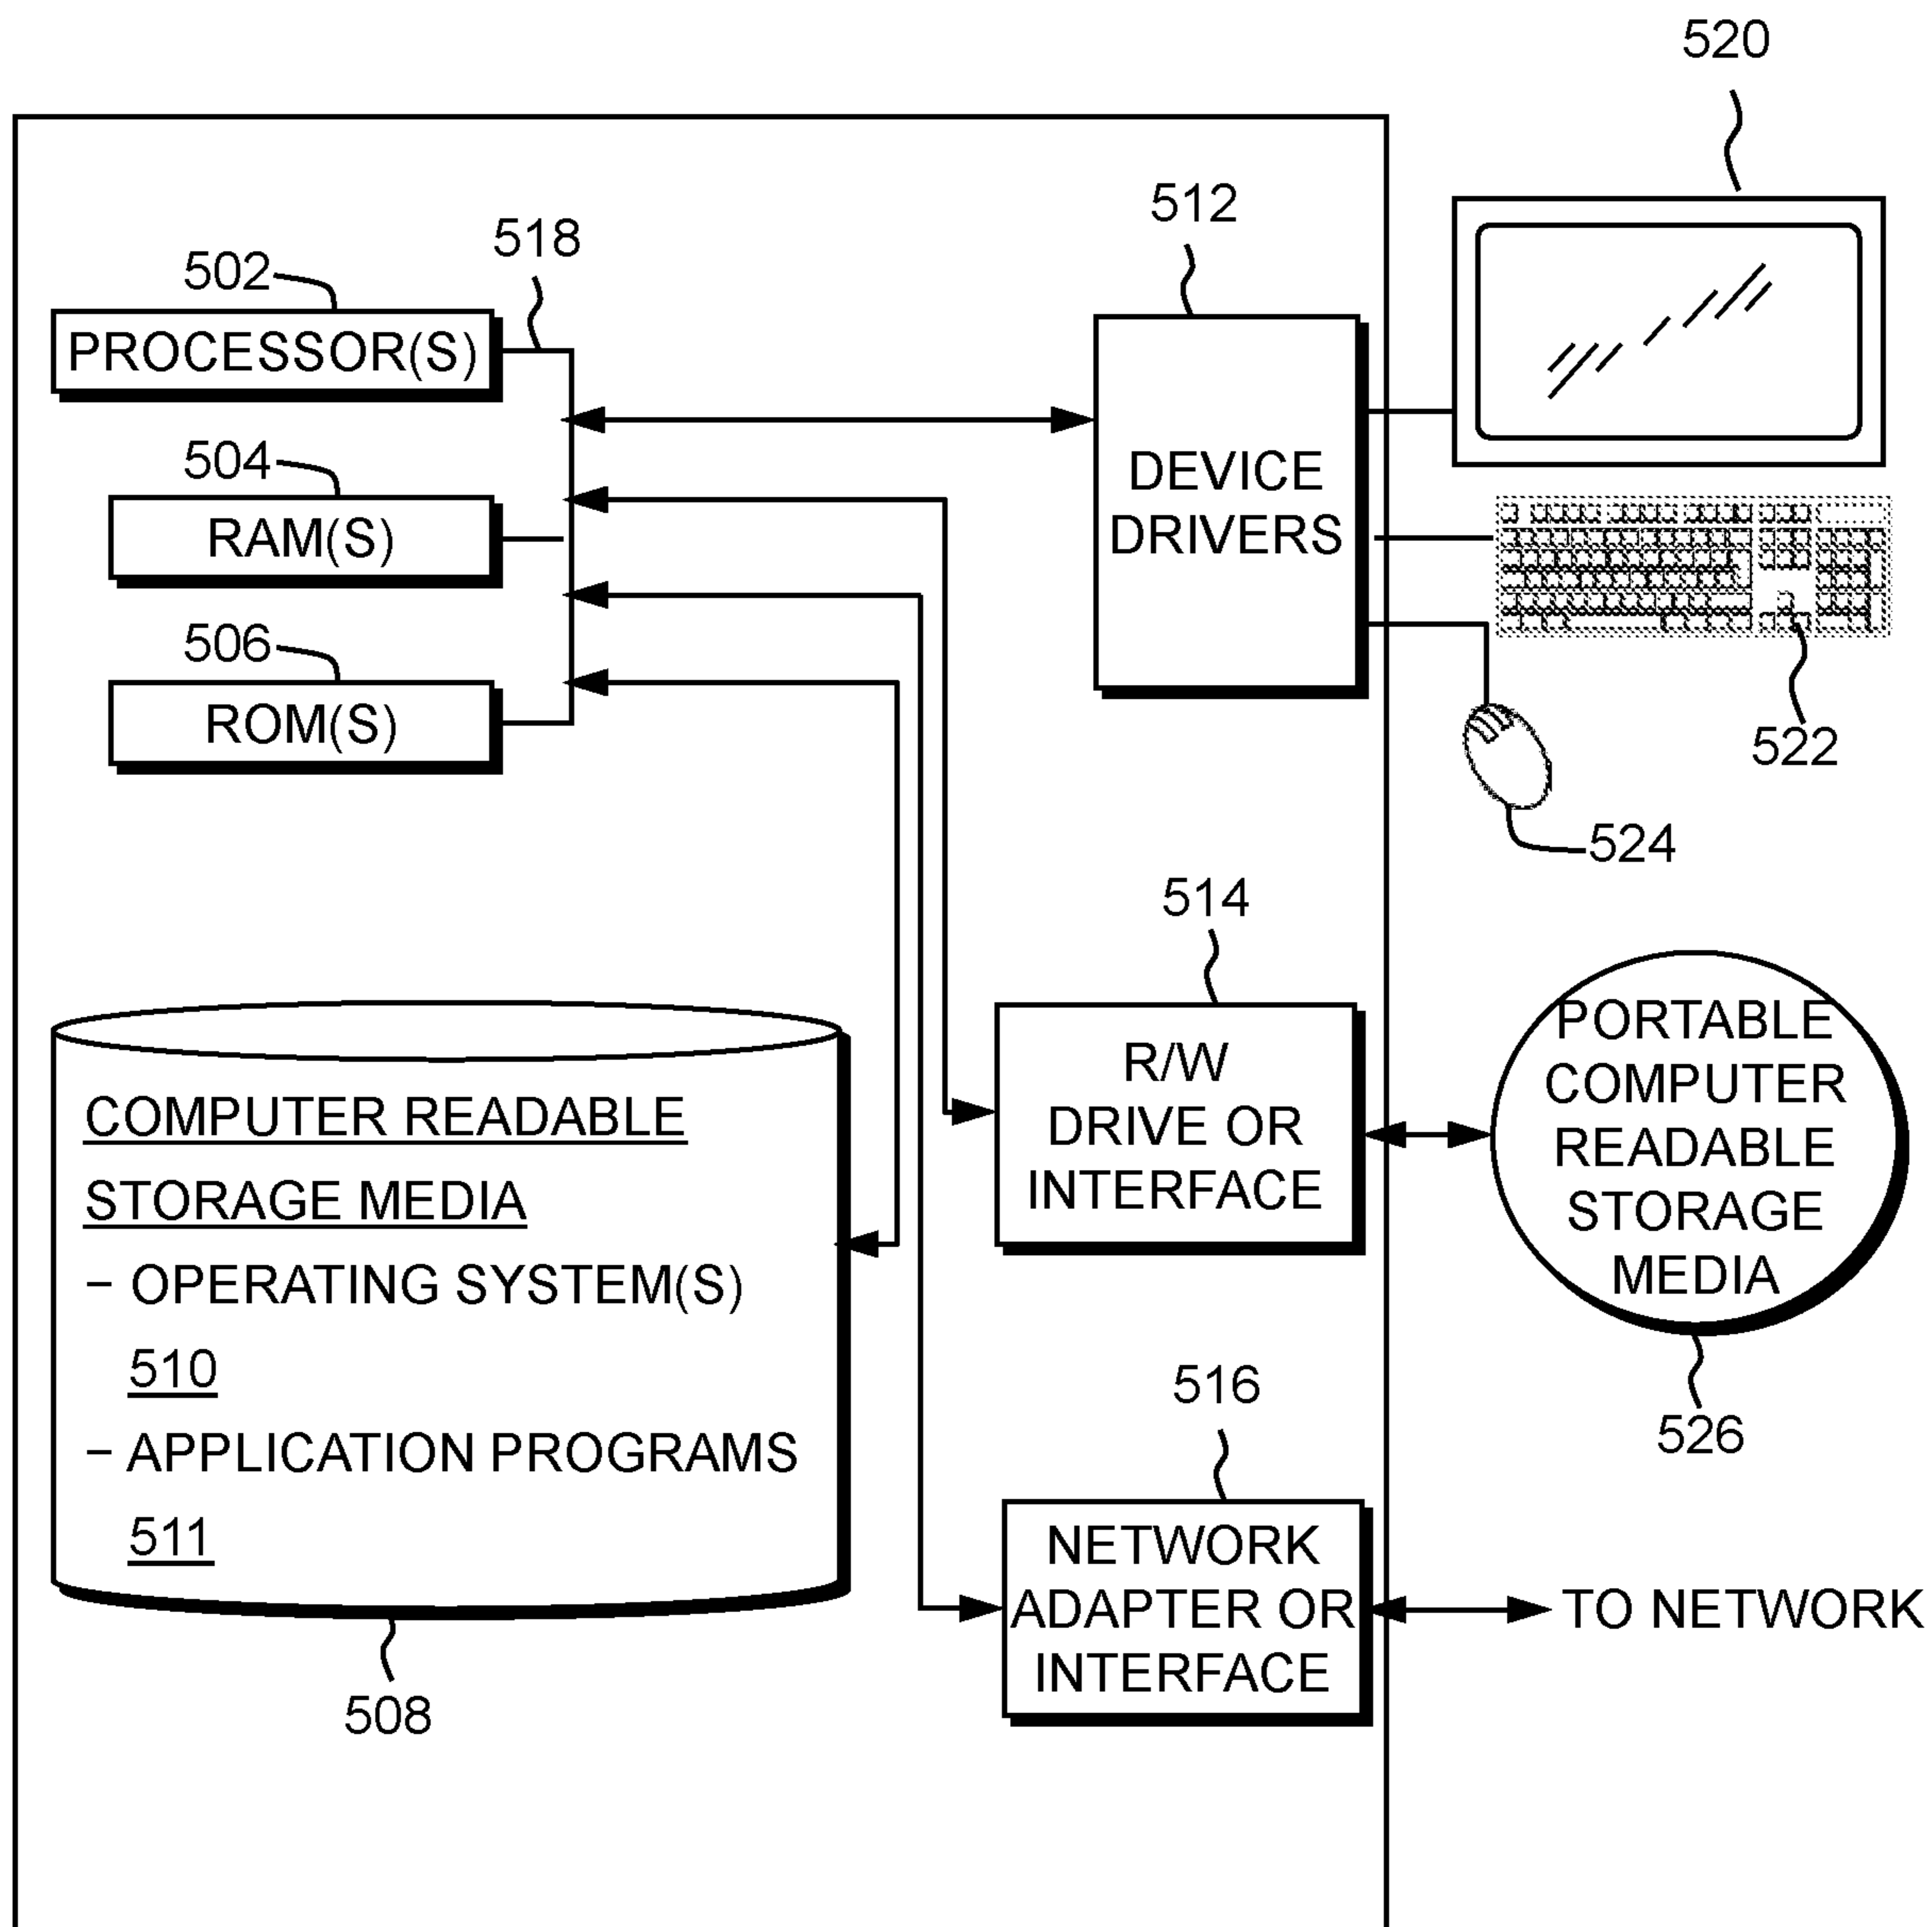 520
512
518
502
PROCESSOR(S)
504
RAM(S)
506
ROM(S)
DEVICE
DRIVERS
522
524
514
R/W
DRIVE OR
INTERFACE
PORTABLE
COMPUTER
READABLE
STORAGE
MEDIA
526
COMPUTER READABLE
STORAGE MEDIA
– OPERATING SYSTEM(S)
510
– APPLICATION PROGRAMS
511
508
516
NETWORK
ADAPTER OR
INTERFACE
TO NETWORK